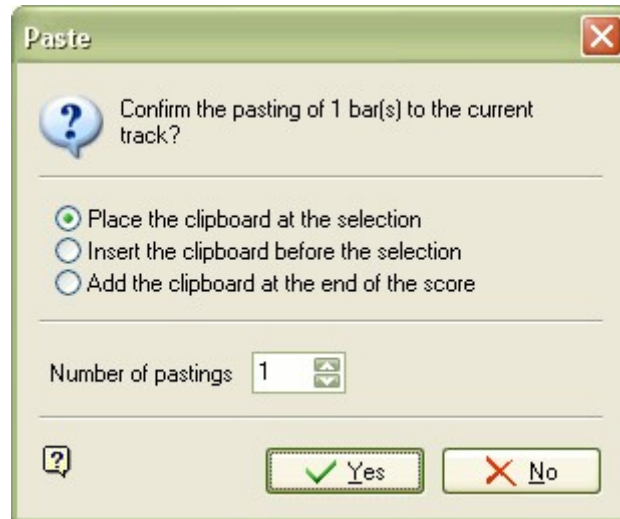 Paste
Confirm the pasting of 1 bar(s) to the current
track?
Place the clipboard at the selection
Insert the clipboard before the selection
Add the clipboard at the end of the score
Number of pastings 1
Yes No